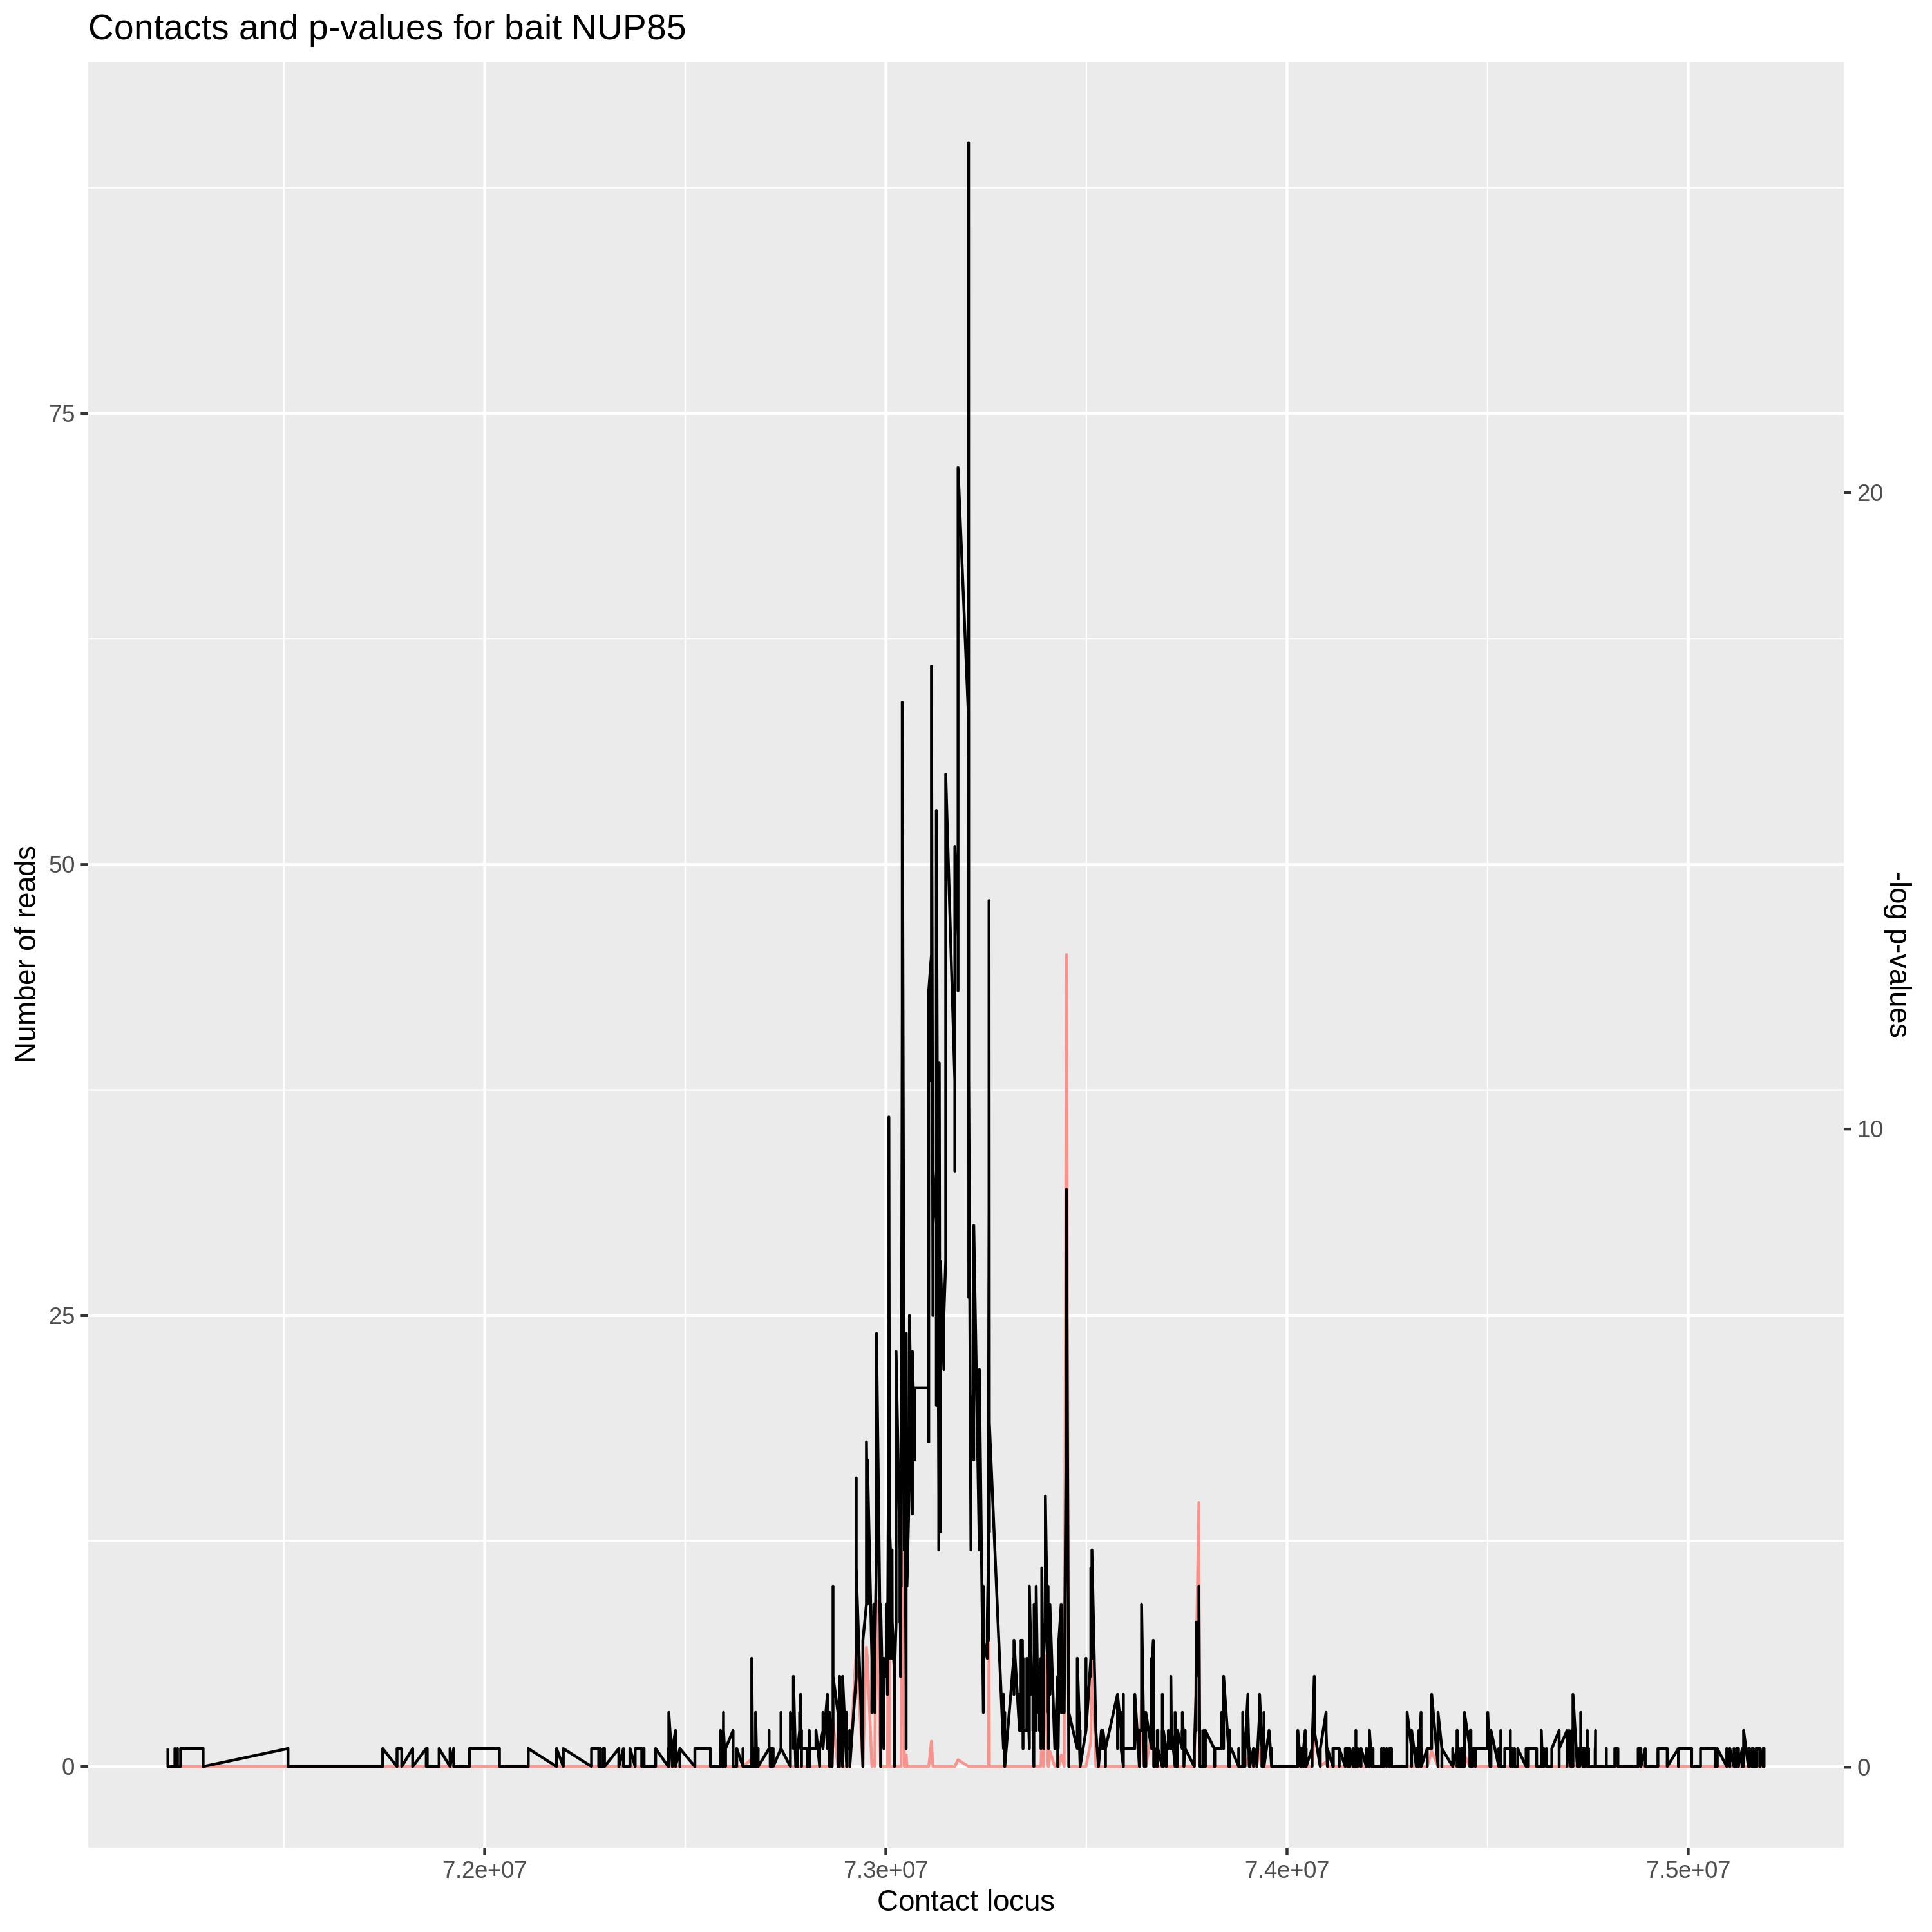 Contacts and p-values for bait NUP85
75
50
25
0
Number of reads
20
10
0
-log p-values
7.2e+07
7.3e+07
7.4e+07
7.5e+07
Contact locus